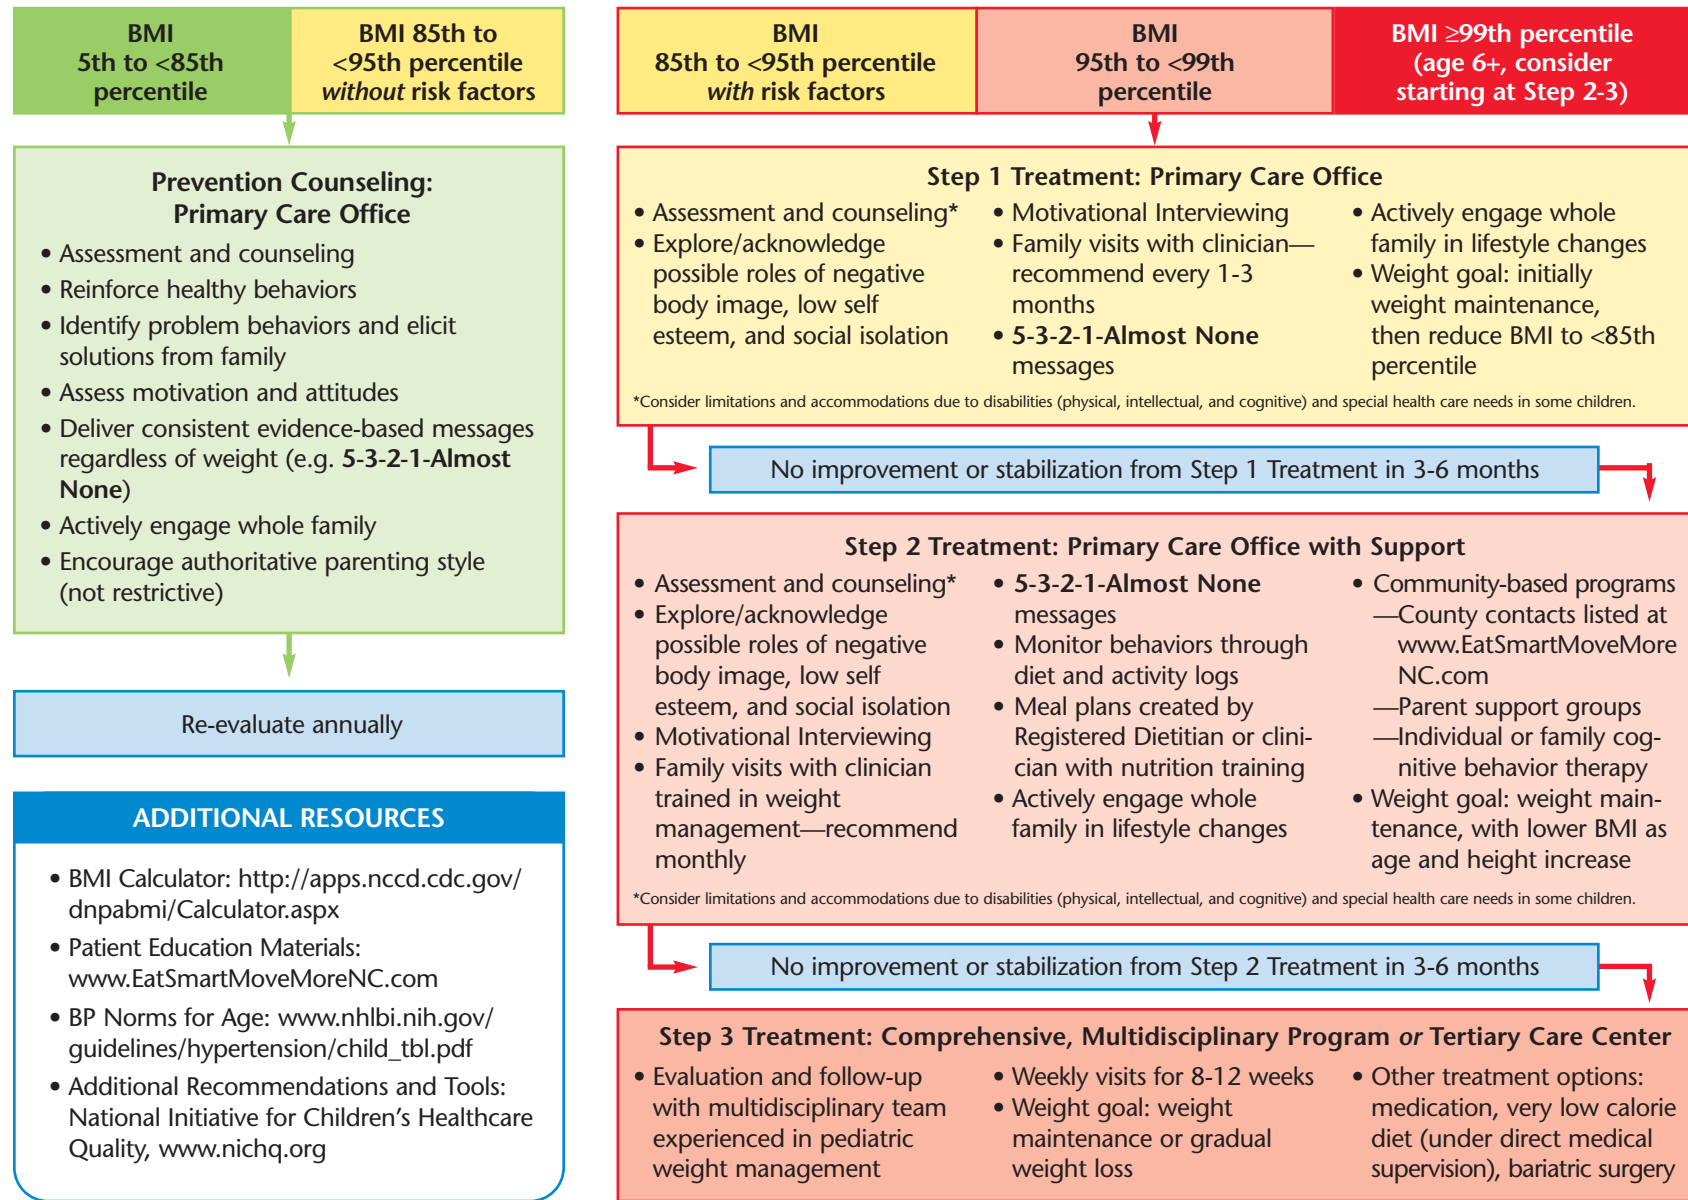 BMI
5th to <85th
percentile
BMI 85th to
<95th percentile
without risk factors
Prevention Counseling:
Primary Care Office
• Assessment and counseling
• Reinforce healthy behaviors
• Identify problem behaviors and elicit
solutions from family
• Assess motivation and attitudes
• Deliver consistent evidence-based messages
regardless of weight (e.g. 5-3-2-1-Almost
None)
• Actively engage whole family
• Encourage authoritative parenting style
(not restrictive)
Re-evaluate annually
ADDITIONAL RESOURCES
• BMI Calculator: http://apps.nccd.cdc.gov/
dnpabmi/Calculator.aspx
• Patient Education Materials:
www.EatSmartMoveMoreNC.com
• BP Norms for Age: www.nhlbi.nih.gov/
guidelines/hypertension/child_tbl.pdf
• Additional Recommendations and Tools:
National Initiative for Children's Healthcare
Quality, www.nichq.org
BMI
85th to <95th percentile
with risk factors
BMI
95th to <99th
percentile
BMI ≥99th percentile
(age 6+, consider
starting at Step 2-3)
Step 1 Treatment: Primary Care Office
• Assessment and counseling*
• Explore/acknowledge
possible roles of negative
body image, low self
esteem, and social isolation
• Motivational Interviewing
• Family visits with clinician—
recommend every 1-3
months
• 5-3-2-1-Almost None
messages
• Actively engage whole
family in lifestyle changes
• Weight goal: initially
weight maintenance,
then reduce BMI to <85th
percentile
*Consider limitations and accommodations due to disabilities (physical, intellectual, and cognitive) and special health care needs in some children.
No improvement or stabilization from Step 1 Treatment in 3-6 months
Step 2 Treatment: Primary Care Office with Support
• Assessment and counseling*
• Explore/acknowledge
possible roles of negative
body image, low self
esteem, and social isolation
• Motivational Interviewing
• Family visits with clinician
trained in weight
management—recommend
monthly
• 5-3-2-1-Almost None
messages
• Monitor behaviors through
diet and activity logs
• Meal plans created by
Registered Dietitian or clini-
cian with nutrition training
• Actively engage whole
family in lifestyle changes
• Community-based programs
—County contacts listed at
www.EatSmartMoveMore
NC.com
—Parent support groups
—Individual or family cog-
nitive behavior therapy
• Weight goal: weight main-
tenance, with lower BMI as
age and height increase
*Consider limitations and accommodations due to disabilities (physical, intellectual, and cognitive) and special health care needs in some children.
No improvement or stabilization from Step 2 Treatment in 3-6 months
Step 3 Treatment: Comprehensive, Multidisciplinary Program or Tertiary Care Center
• Evaluation and follow-up
with multidisciplinary team
experienced in pediatric
weight management
• Weekly visits for 8-12 weeks
• Weight goal: weight
maintenance or gradual
weight loss
• Other treatment options:
medication, very low calorie
diet (under direct medical
supervision), bariatric surgery